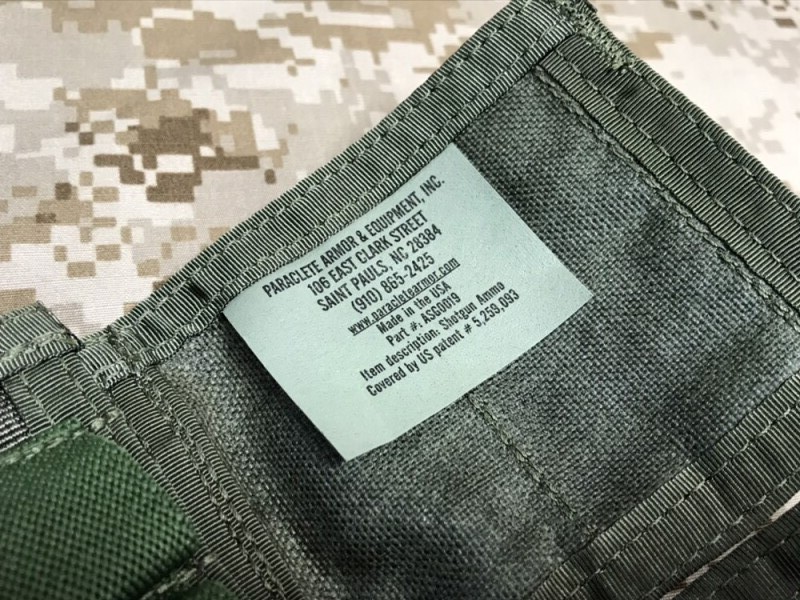 PARACLETE ARMOR & EQUIPMENT, INC.
106 EAST CLARK STREET
SAINT PAULS, NC 28384
(910) 865-2425
www.paracletearmor.com
Made in the USA
Part #: ASG0019
Item description: Shotgun Ammo
Covered by US patent # 5,259,093